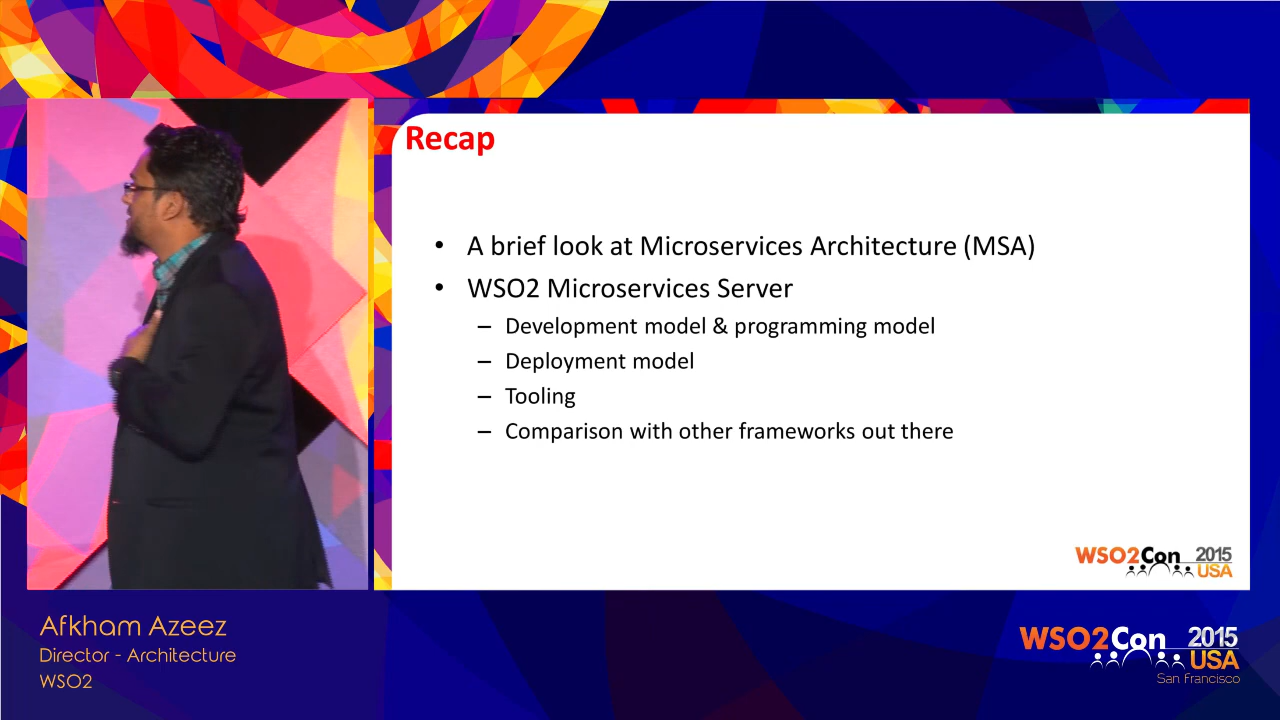 Recap
• A brief look at Microservices Architecture (MSA)
• WSO2 Microservices Server
– Development model & programming model
– Deployment model
– Tooling
– Comparison with other frameworks out there
WSO2Con 2015
USA
Afkham Azeez
Director - Architecture
WSO2
WSO2Con 2015
USA
San Francisco